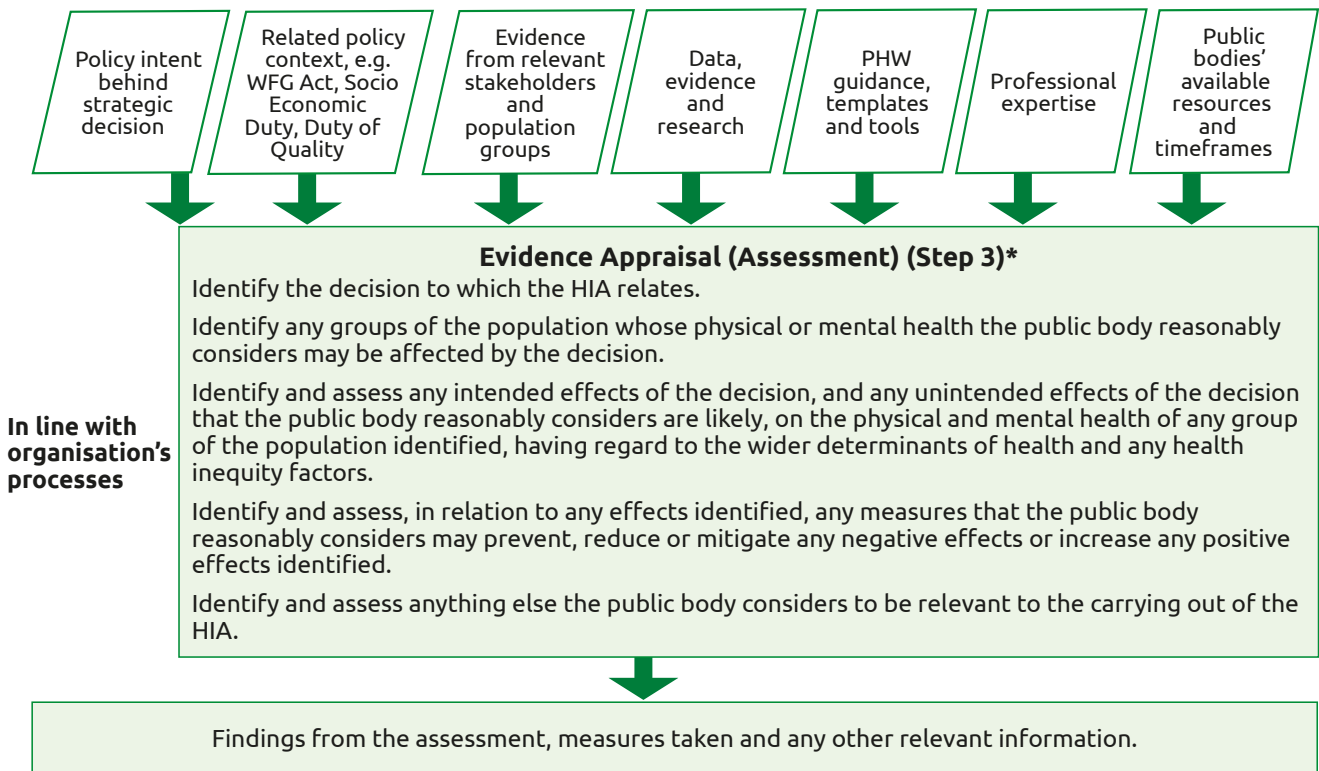 Policy intent
behind
strategic
decision
Related policy
context, e.g.
WFG Act, Socio
Economic
Duty, Duty of
Quality
Evidence
from relevant
stakeholders
and
population
groups
Data,
evidence
and
research
PHW
guidance,
templates
and tools
Professional
expertise
Public
bodies’
available
resources
and
timeframes
In line with
organisation’s
processes
Evidence Appraisal (Assessment) (Step 3)*
Identify the decision to which the HIA relates.
Identify any groups of the population whose physical or mental health the public body reasonably
considers may be affected by the decision.
Identify and assess any intended effects of the decision, and any unintended effects of the decision
that the public body reasonably considers are likely, on the physical and mental health of any group
of the population identified, having regard to the wider determinants of health and any health
inequity factors.
Identify and assess, in relation to any effects identified, any measures that the public body
reasonably considers may prevent, reduce or mitigate any negative effects or increase any positive
effects identified.
Identify and assess anything else the public body considers to be relevant to the carrying out of the
HIA.
Findings from the assessment, measures taken and any other relevant information.